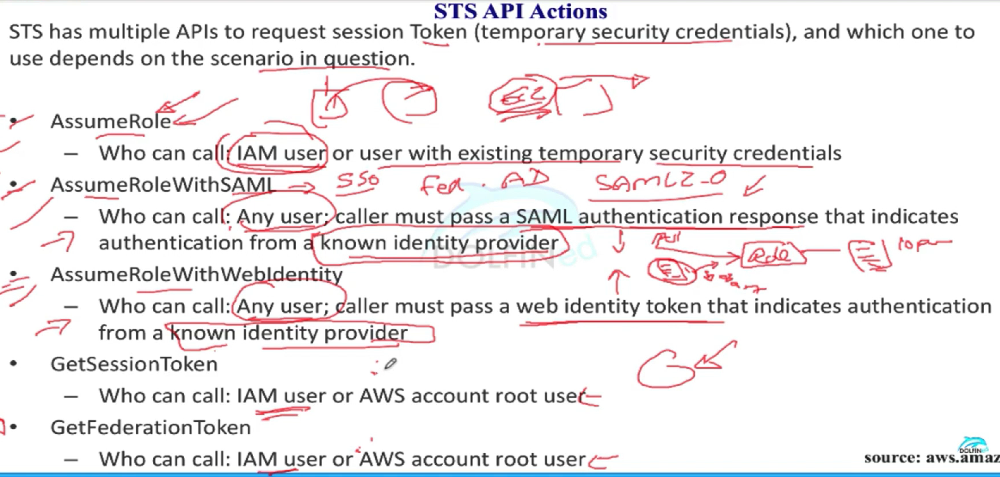 STS API Actions
STS has multiple APIs to request session Token (temporary security credentials), and which one to
use depends on the scenario in question.
EC2
• AssumeRole
– Who can call: IAM user or user with existing temporary security credentials
• AssumeRoleWithSAML
SSO Fed. AD SAML2-0
– Who can call: Any user; caller must pass a SAML authentication response that indicates
authentication from a known identity provider
Role
DOLFINed
• AssumeRoleWithWebIdentity
– Who can call: Any user; caller must pass a web identity token that indicates authentication
from a known identity provider
• GetSessionToken
– Who can call: IAM user or AWS account root user
• GetFederationToken
– Who can call: IAM user or AWS account root user
DOLFINed
source: aws.amaz